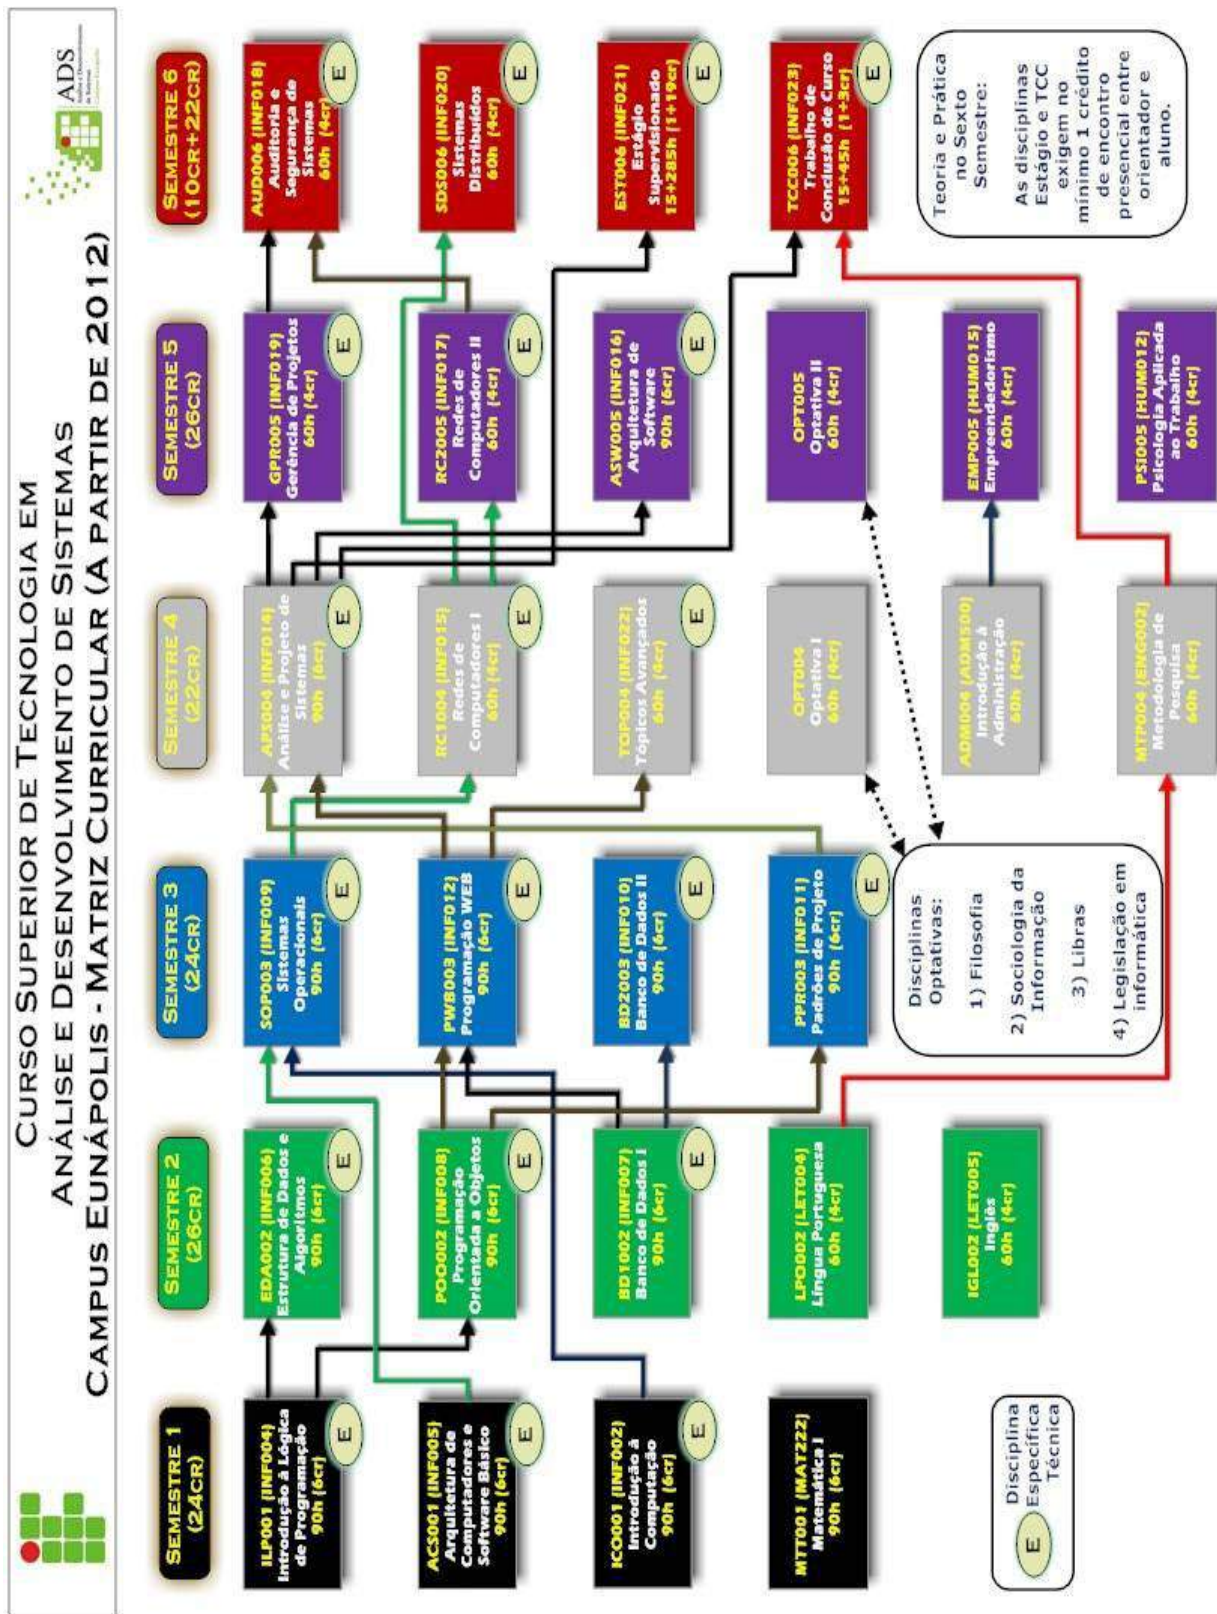 CURSO SUPERIOR DE TECNOLOGIA EM
ANÁLISE E DESENVOLVIMENTO DE SISTEMAS
CAMPUS EUNÁPOLIS - MATRIZ CURRICULAR (A PARTIR DE 2012)
ADS
SEMESTRE 1
(24CR)
SEMESTRE 2
(26CR)
SEMESTRE 3
(24CR)
SEMESTRE 4
(22CR)
SEMESTRE 5
(26CR)
SEMESTRE 6
(10CR+22CR)
ILP001 (INF004)
Introdução à Lógica
de Programação
90h (6cr)
E
EDA002 (INF006)
Estrutura de Dados e
Algoritmos
90h (6cr)
E
SOP003 (INF009)
Sistemas
Operacionais
90h (6cr)
E
APS004 (INF014)
Análise e Projeto de
Sistemas
90h (6cr)
E
GPR005 (INF019)
Gerência de Projetos
60h (4cr)
E
AUD006 (INF018)
Auditoria e
Segurança de
Sistemas
60h (4cr)
E
ACS001 (INF005)
Arquitetura de
Computadores e
Software Básico
90h (6cr)
E
POO002 (INF008)
Programação
Orientada a Objetos
90h (6cr)
E
PWB003 (INF012)
Programação WEB
90h (6cr)
E
RC1004 (INF015)
Redes de
Computadores I
60h (4cr)
E
RC2005 (INF017)
Redes de
Computadores II
60h (4cr)
E
SDS006 (INF020)
Sistemas
Distribuídos
60h (4cr)
E
ICO001 (INF002)
Introdução à
Computação
90h (6cr)
E
BD1002 (INF007)
Banco de Dados I
90h (6cr)
E
BD2003 (INF010)
Banco de Dados II
90h (6cr)
E
TOP004 (INF022)
Tópicos Avançados
60h (4cr)
E
ASW005 (INF016)
Arquitetura de
Software
90h (6cr)
E
EST006 (INF021)
Estágio
Supervisionado
15+285h (1+19cr)
MTT001 (MAT222)
Matemática I
90h (6cr)
LPO002 (LET004)
Língua Portuguesa
60h (4cr)
PPR003 (INF011)
Padrões de Projeto
90h (6cr)
E
OPT004
Optativa I
60h (4cr)
OPT005
Optativa II
60h (4cr)
TCC006 (INF023)
Trabalho de
Conclusão de Curso
15+45h (1+3cr)
IGL002 (LET005)
Inglês
60h (4cr)
ADM004 (ADM500)
Introdução à
Administração
60h (4cr)
EMP005 (HUM015)
Empreendedorismo
60h (4cr)
MTP004 (ENG002)
Metodologia de
Pesquisa
60h (4cr)
PSI005 (HUM012)
Psicologia Aplicada
ao Trabalho
60h (4cr)
E
Disciplina
Específica
Técnica
Disciplinas
Optativas:
1) Filosofia
2) Sociologia da
Informação
3) Libras
4) Legislação em
informática
Teoria e Prática
no Sexto
Semestre:
As disciplinas
Estágio e TCC
exigem no
mínimo 1 crédito
de encontro
presencial entre
orientador e
aluno.